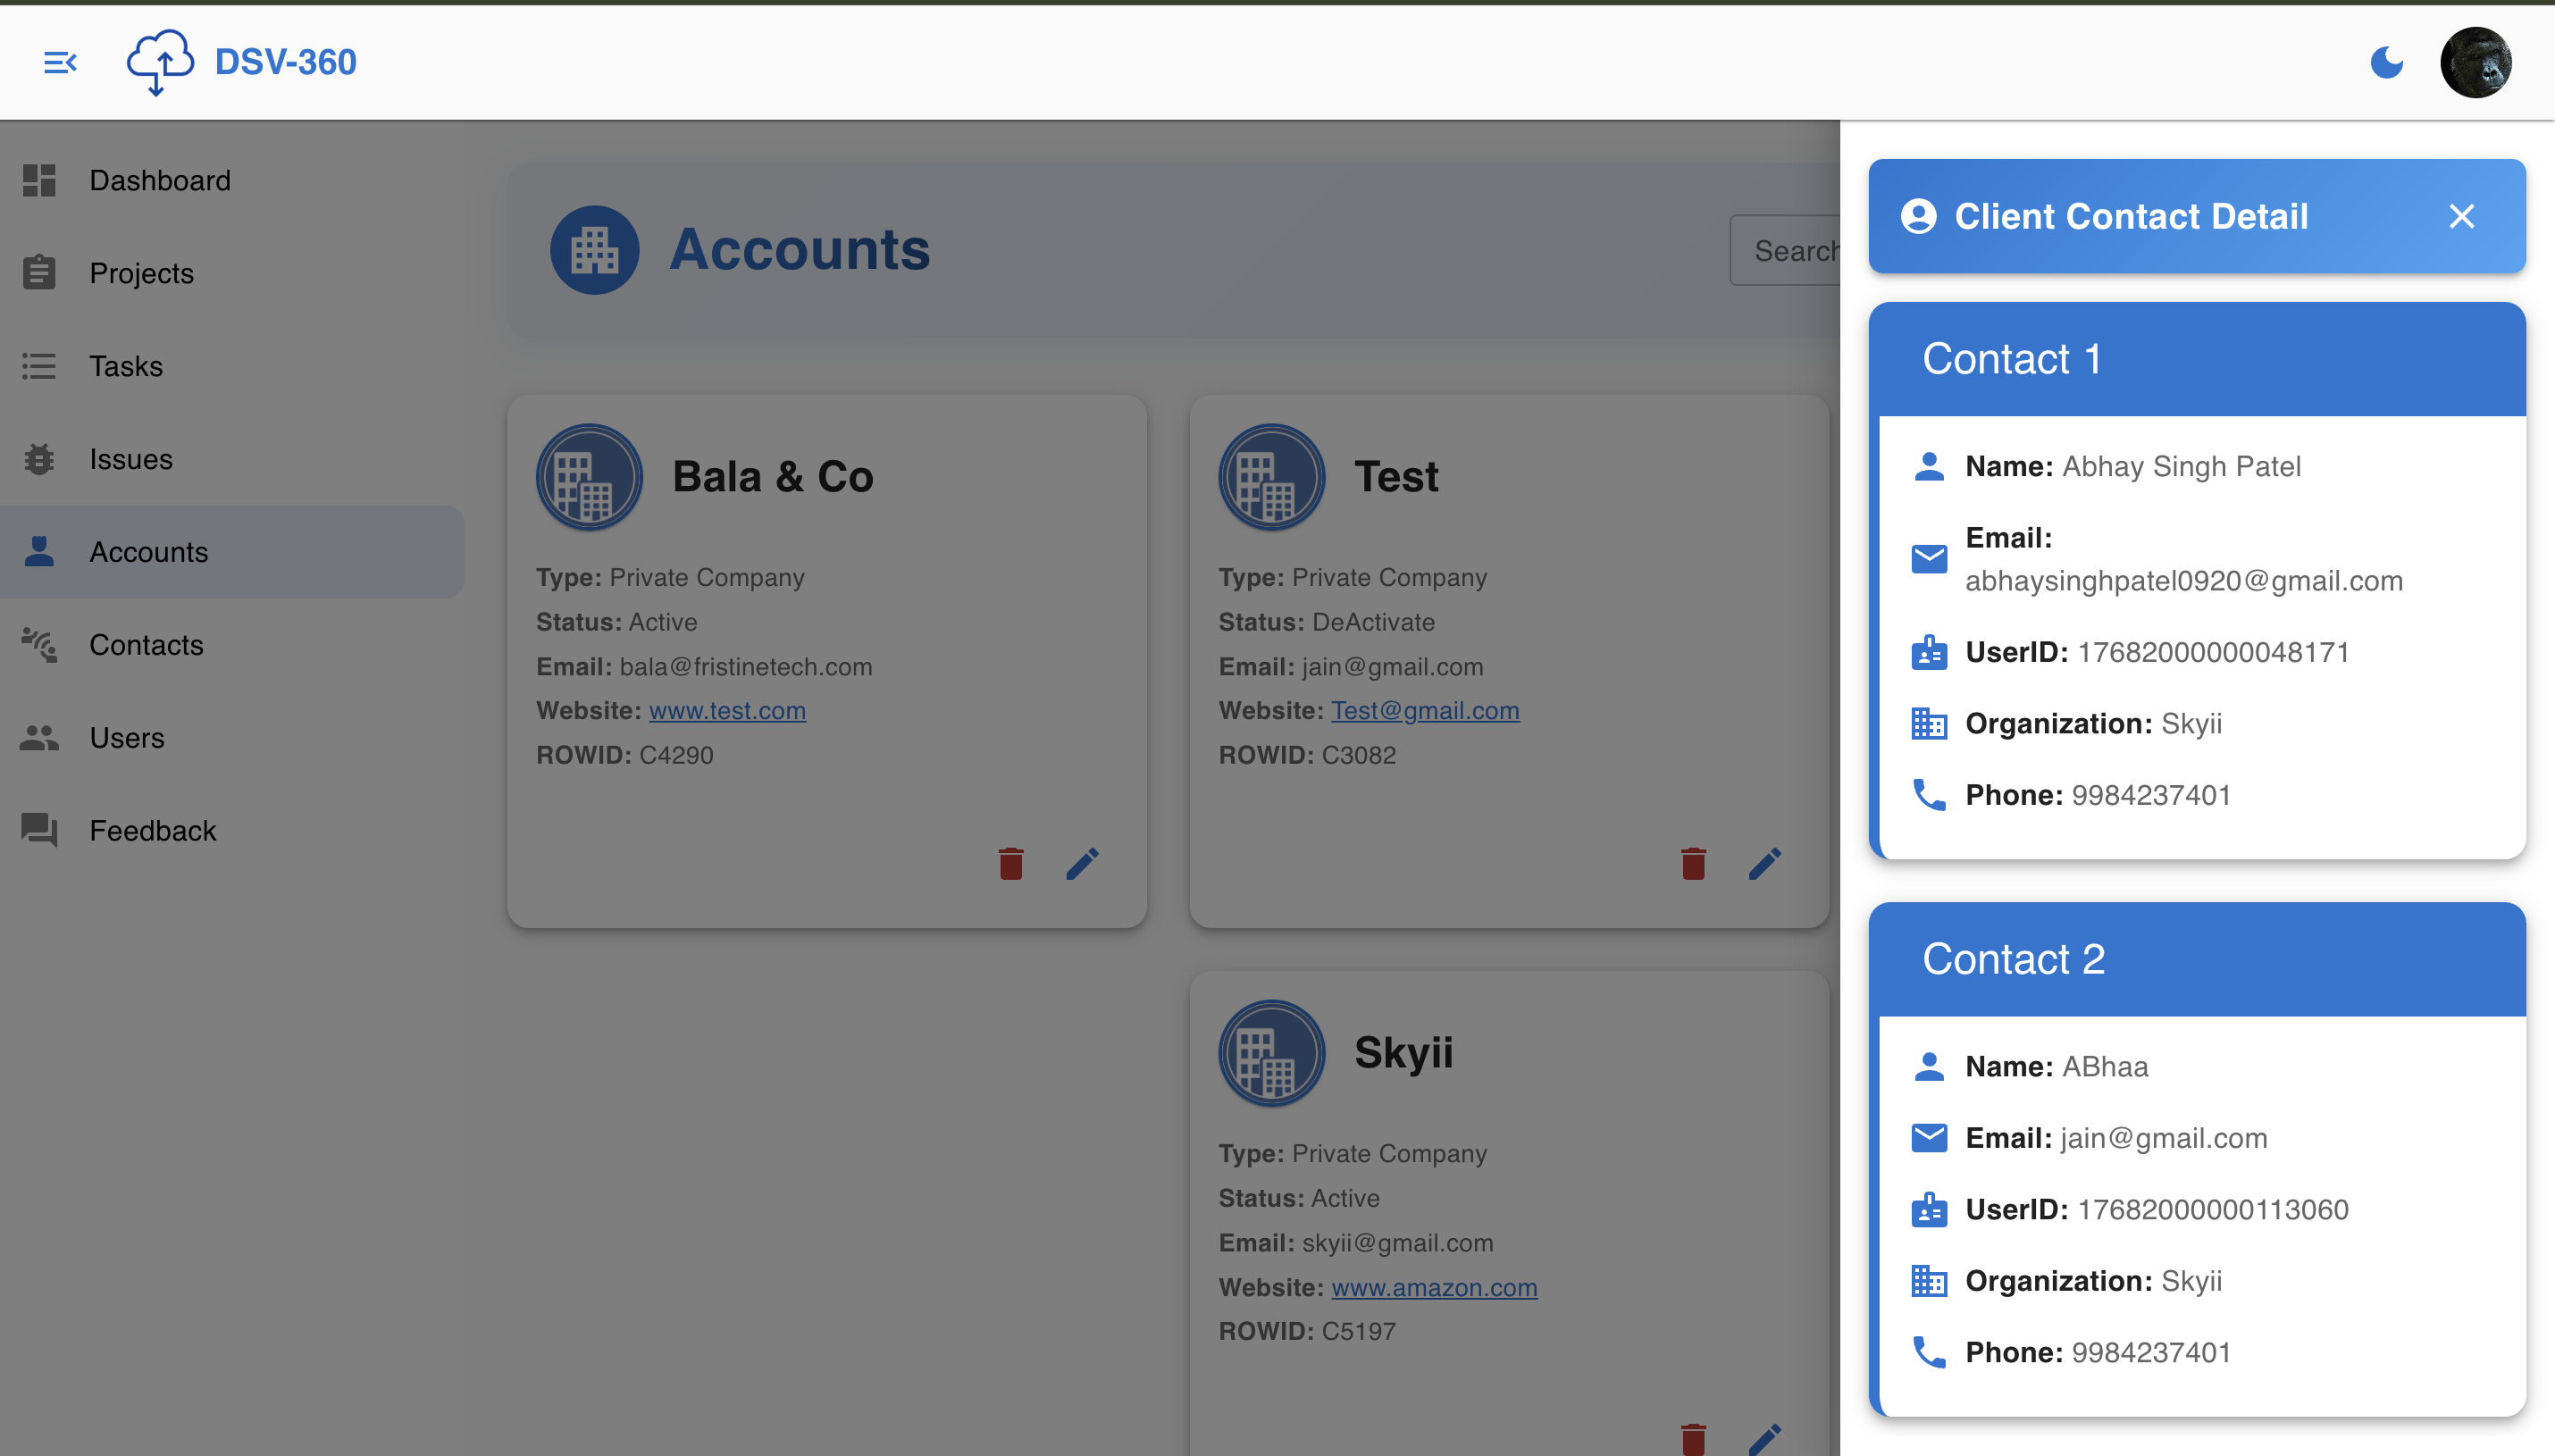 DSV-360
Dashboard
Projects
Tasks
Issues
Accounts
Contacts
Users
Feedback
Accounts
Search
Bala & Co
Type: Private Company
Status: Active
Email: bala@fristinetech.com
Website: www.test.com
ROWID: C4290
Test
Type: Private Company
Status: DeActivate
Email: jain@gmail.com
Website: Test@gmail.com
ROWID: C3082
Skyii
Type: Private Company
Status: Active
Email: skyii@gmail.com
Website: www.amazon.com
ROWID: C5197
Client Contact Detail
Contact 1
Name: Abhay Singh Patel
Email:
abhaysinghpatel0920@gmail.com
UserID: 17682000000048171
Organization: Skyii
Phone: 9984237401
Contact 2
Name: ABhaa
Email: jain@gmail.com
UserID: 17682000000113060
Organization: Skyii
Phone: 9984237401